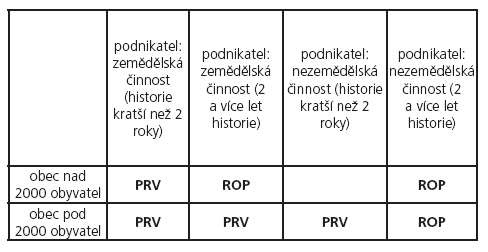 podnikatel:
zemědělská
činnost
(historie
kratší než 2
roky)
podnikatel:
zemědělská
činnost (2
a více let
historie)
podnikatel:
nezemědělská
činnost (historie
kratší než 2
roky)
podnikatel:
nezemědělská
činnost (2
a více let
historie)
obec nad
2000 obyvatel
PRV
ROP
ROP
obec pod
2000 obyvatel
PRV
PRV
PRV
ROP